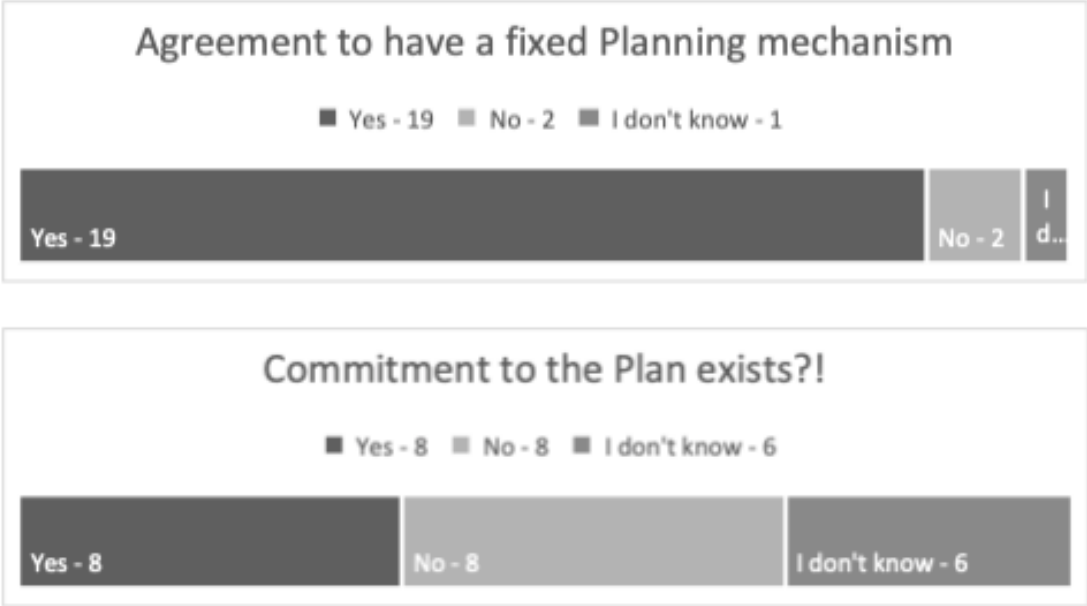 Agreement to have a fixed Planning mechanism
Yes - 19 No - 2 I don't know - 1
Yes - 19 No - 2 I
d...
Commitment to the Plan exists?!
Yes - 8 No - 8 I don't know - 6
Yes - 8 No - 8 I don't know - 6